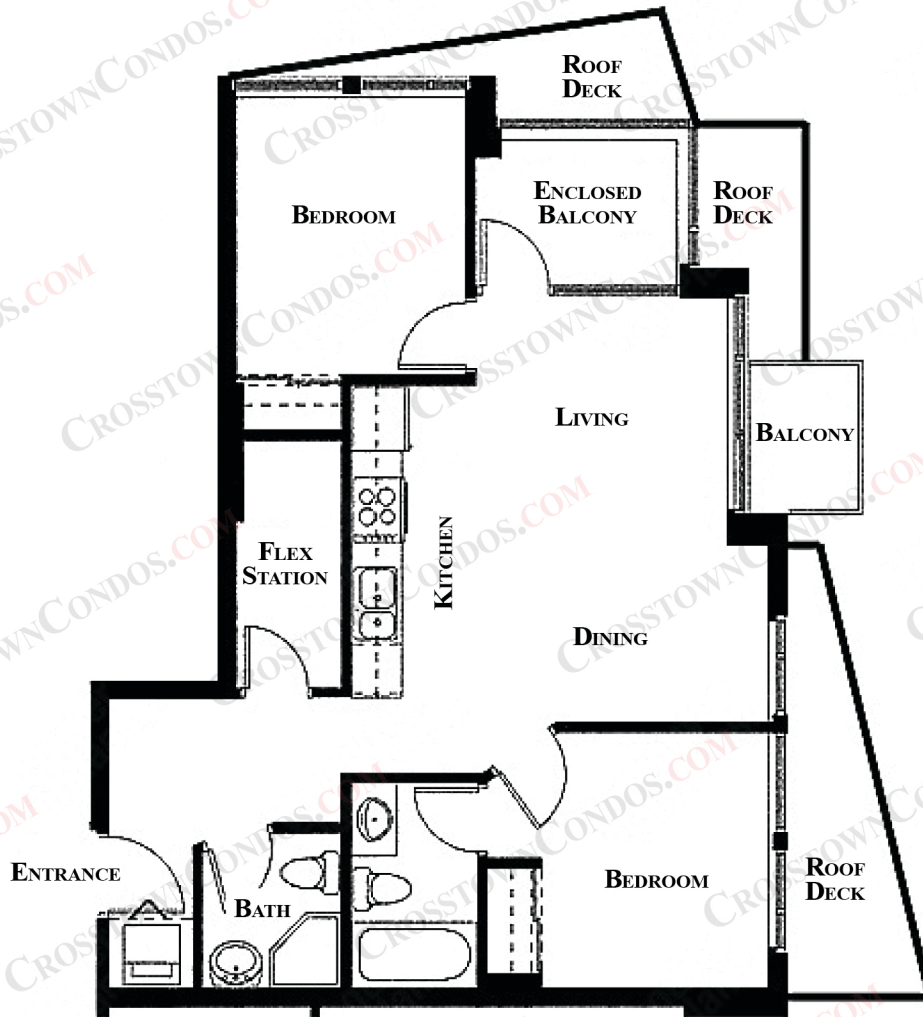 ROOF
DECK
ENCLOSED
BALCONY
ROOF
DECK
BEDROOM
LIVING
BALCONY
KITCHEN
FLEX
STATION
DINING
ENTRANCE
BATH
BEDROOM
ROOF
DECK
CROSSTOWNCONDOS.COM